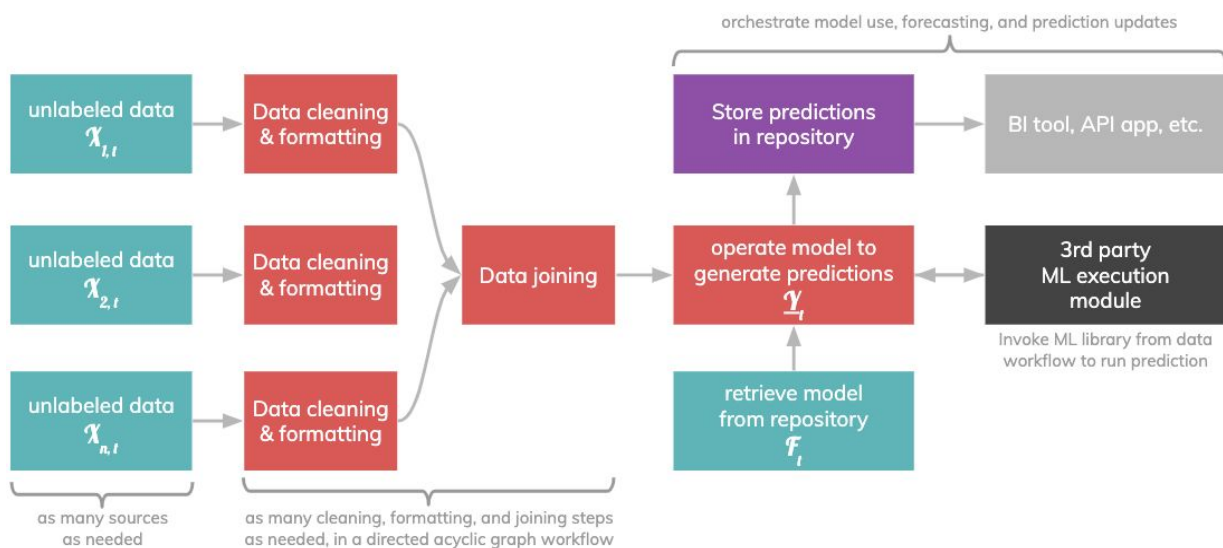 orchestrate model use, forecasting, and prediction updates
unlabeled data
X1,t
Data cleaning
& formatting
Store predictions
in repository
BI tool, API app, etc.
unlabeled data
X2,t
Data cleaning
& formatting
Data joining
operate model to
generate predictions
Yt
3rd party
ML execution
module
Invoke ML library from data
workflow to run prediction
unlabeled data
Xn,t
Data cleaning
& formatting
retrieve model
from repository
Ft
as many sources
as needed
as many cleaning, formatting, and joining steps
as needed, in a directed acyclic graph workflow